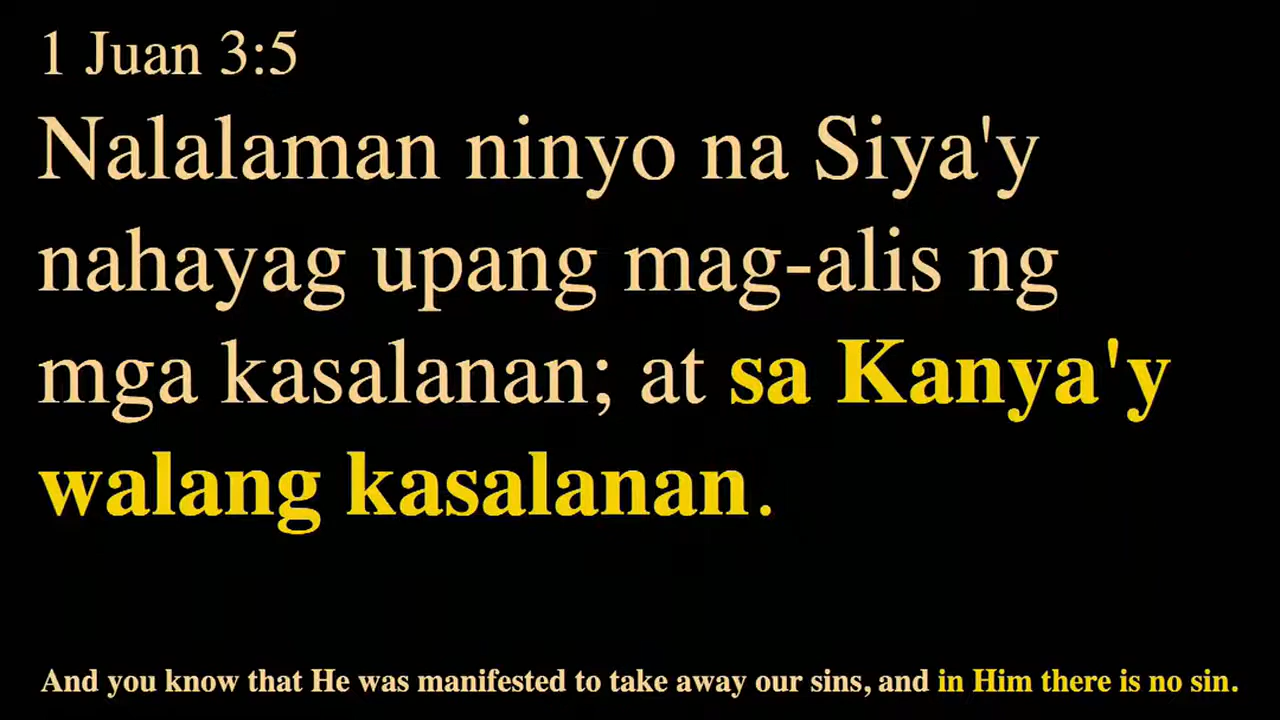 1 Juan 3:5
Nalalaman ninyo na Siya'y
nahayag upang mag-alis ng
mga kasalanan; at sa Kanya'y
walang kasalanan.
And you know that He was manifested to take away our sins, and in Him there is no sin.